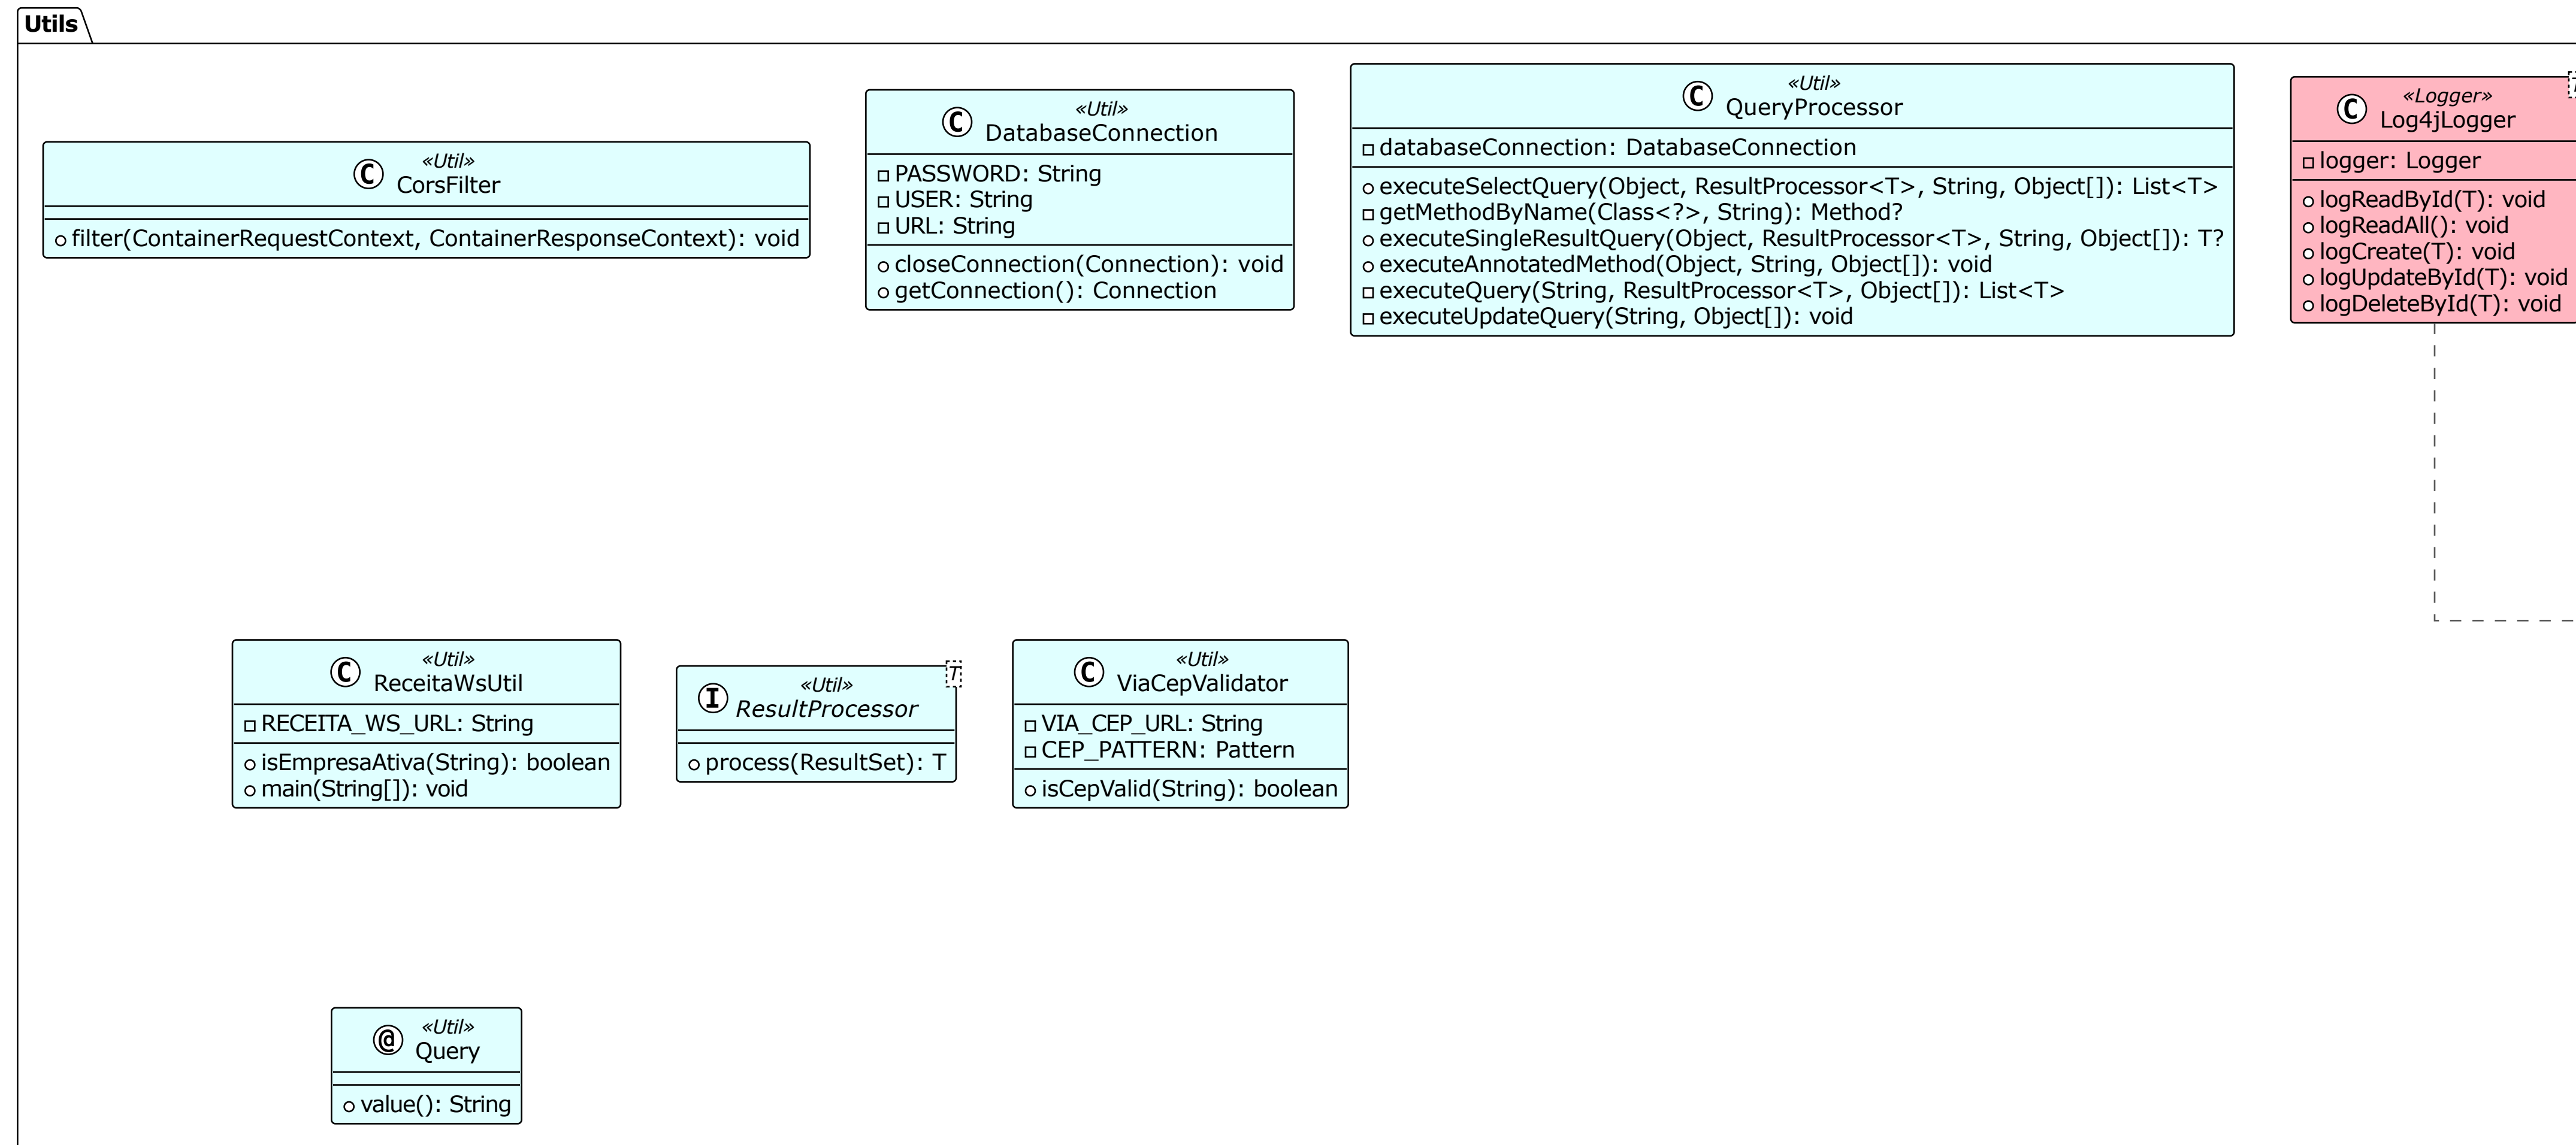 Utils
«Util»
C
CorsFilter
filter(ContainerRequestContext, ContainerResponseContext): void
«Util»
C
DatabaseConnection
PASSWORD: String
USER: String
URL: String
closeConnection(Connection): void
getConnection(): Connection
«Util»
C
QueryProcessor
databaseConnection: DatabaseConnection
executeSelectQuery(Object, ResultProcessor<T>, String, Object[]): List<T>
getMethodByName(Class<?>, String): Method?
executeSingleResultQuery(Object, ResultProcessor<T>, String, Object[]): T?
executeAnnotatedMethod(Object, String, Object[]): void
executeQuery(String, ResultProcessor<T>, Object[]): List<T>
executeUpdateQuery(String, Object[]): void
«Logger»
C
Log4jLogger
logger: Logger
logReadById(T): void
logReadAll(): void
logCreate(T): void
logUpdateById(T): void
logDeleteById(T): void
«Util»
C
ReceitaWsUtil
RECEITA_WS_URL: String
isEmpresaAtiva(String): boolean
main(String[]): void
T
«Util»
I
ResultProcessor
process(ResultSet): T
«Util»
C
ViaCepValidator
VIA_CEP_URL: String
CEP_PATTERN: Pattern
isCepValid(String): boolean
«Util»
@
Query
value(): String